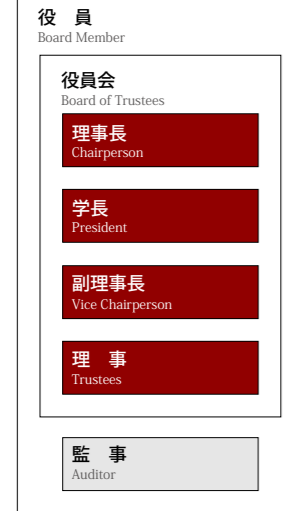 役　員
Board Member
役員会
Board of Trustees
理事長
Chairperson
学長
President
副理事長
Vice Chairperson
理　事
Trustees
監　事
Auditor